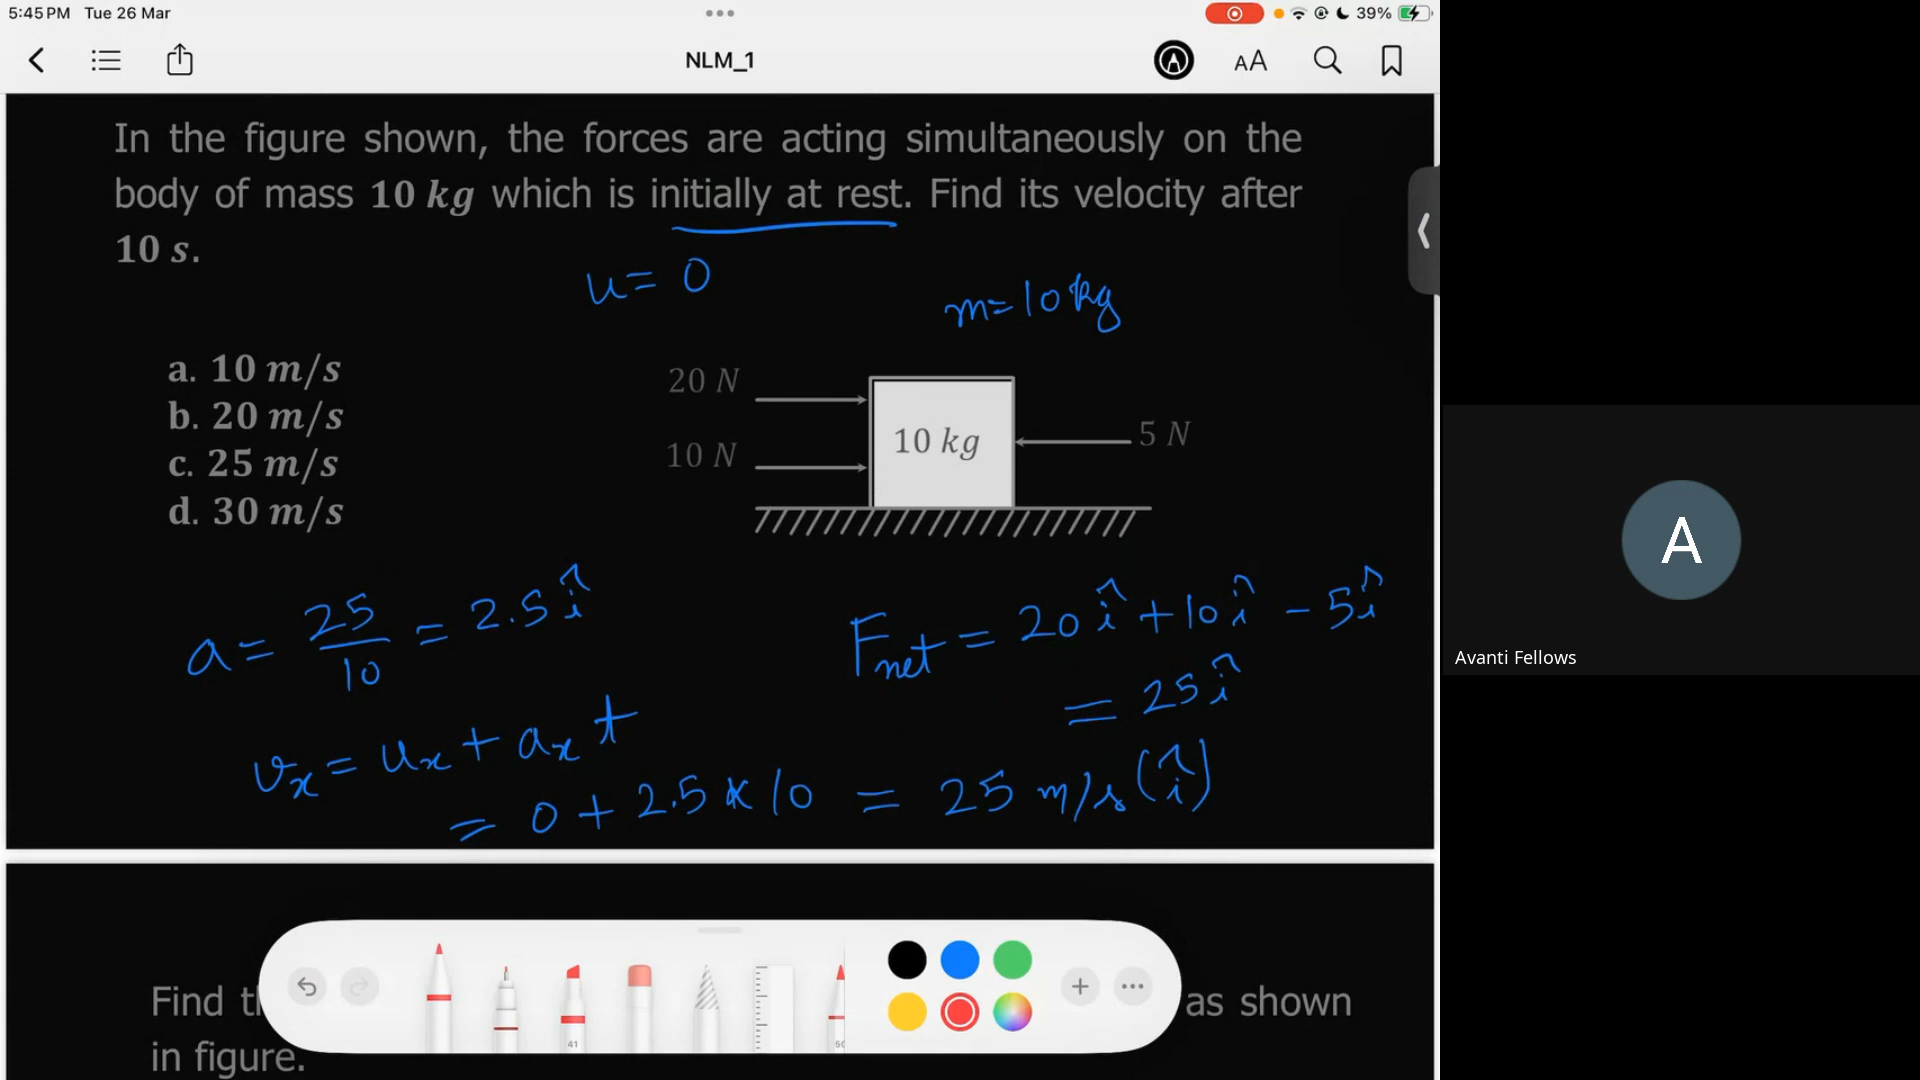 5:45 PM Tue 26 Mar
39%
NLM_1
AA
In the figure shown, the forces are acting simultaneously on the
body of mass 10 kg which is initially at rest. Find its velocity after
10 s.
u = 0
m = 10 kg
a. 10 m/s
b. 20 m/s
c. 25 m/s
d. 30 m/s
20 N
10 N
10 kg
5 N
a = 25/10 = 2.5 î
F_net = 20 î + 10 î − 5 î
= 25 î
v_x = u_x + a_x t
= 0 + 2.5 × 10 = 25 m/s (î)
A
Avanti Fellows
Find as shown
in figure.
41